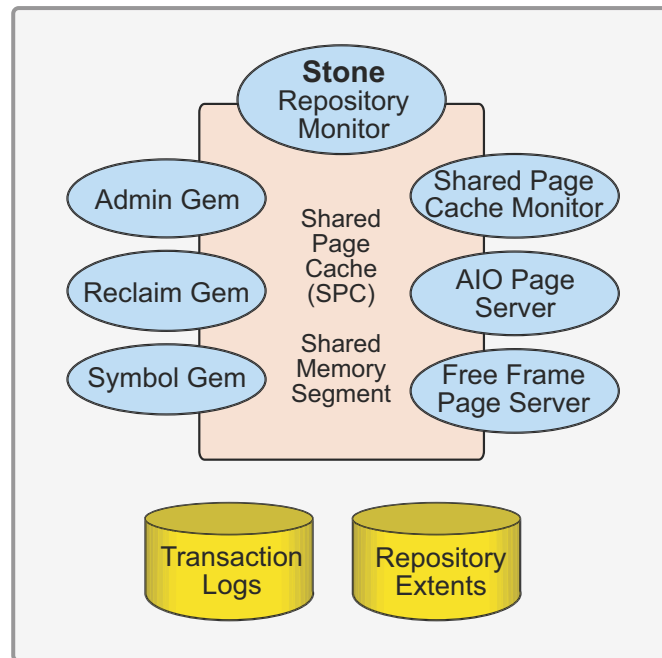 Stone
Repository
Monitor
Admin Gem
Reclaim Gem
Symbol Gem
Shared
Page
Cache
(SPC)
Shared
Memory
Segment
Shared Page
Cache Monitor
AIO Page
Server
Free Frame
Page Server
Transaction
Logs
Repository
Extents